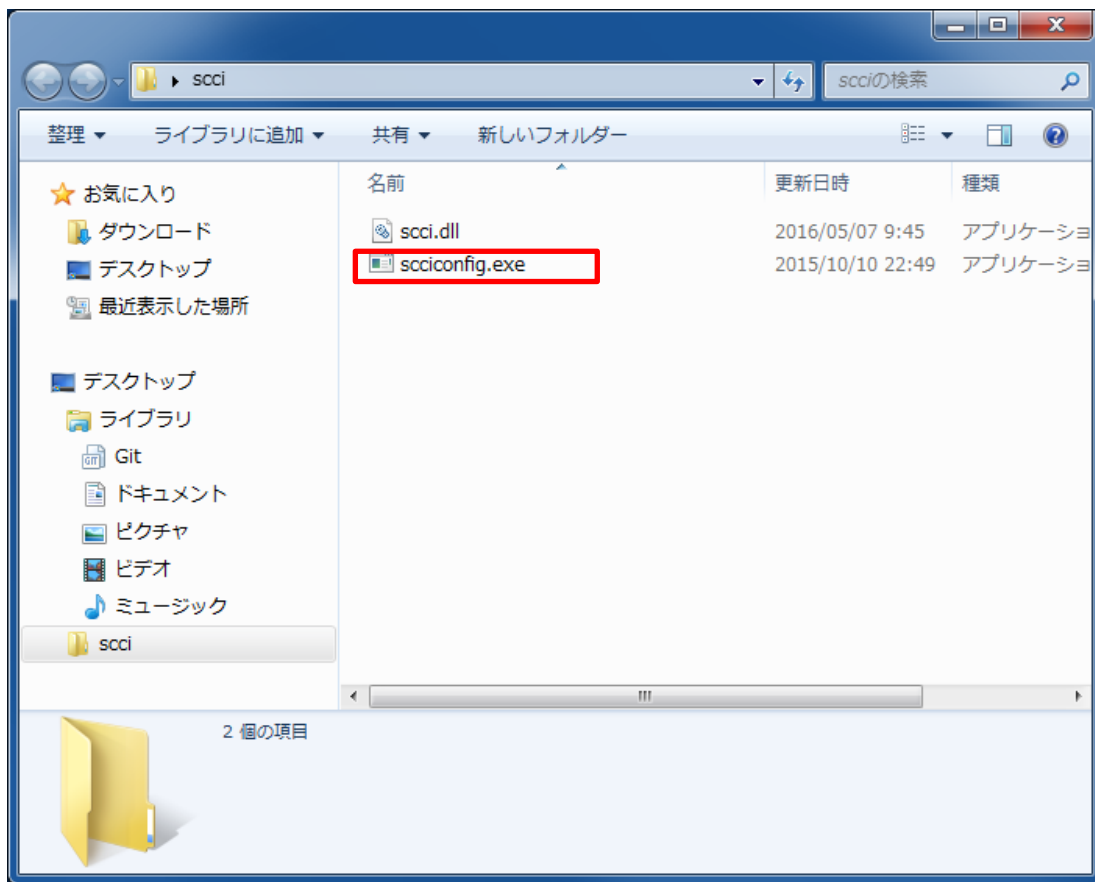 scci
scciの検索
整理 ライブラリに追加 共有 新しいフォルダー
お気に入り
ダウンロード
デスクトップ
最近表示した場所
デスクトップ
ライブラリ
Git
ドキュメント
ピクチャ
ビデオ
ミュージック
scci
名前 更新日時 種類
scci.dll 2016/05/07 9:45 アプリケーショ
scciconfig.exe 2015/10/10 22:49 アプリケーショ
2 個の項目